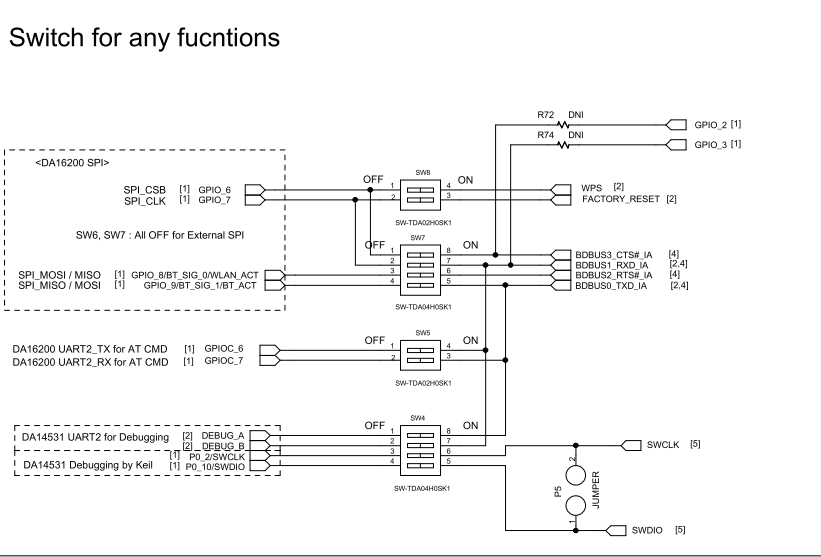 Switch for any fucntions
R72 DNI
GPIO_2 [1]
R74 DNI
GPIO_3 [1]
<DA16200 SPI>
SW8
OFF ON
SPI_CSB [1] GPIO_6 1 4 WPS [2]
SPI_CLK [1] GPIO_7 2 3 FACTORY_RESET [2]
SW-TDA02H0SK1
SW6, SW7 : All OFF for External SPI
SW7
OFF ON
1 8 BDBUS3_CTS#_IA [4]
2 7 BDBUS1_RXD_IA [2,4]
SPI_MOSI / MISO [1] GPIO_8/BT_SIG_0/WLAN_ACT 3 6 BDBUS2_RTS#_IA [4]
SPI_MISO / MOSI [1] GPIO_9/BT_SIG_1/BT_ACT 4 5 BDBUS0_TXD_IA [2,4]
SW-TDA04H0SK1
SW5
OFF ON
DA16200 UART2_TX for AT CMD [1] GPIOC_6 1 4
DA16200 UART2_RX for AT CMD [1] GPIOC_7 2 3
SW-TDA02H0SK1
SW4
OFF ON
DA14531 UART2 for Debugging [2] DEBUG_A 1 8
[2] DEBUG_B 2 7
[1] P0_2/SWCLK 3 6 SWCLK [5]
DA14531 Debugging by Keil [1] P0_10/SWDIO 4 5
SW-TDA04H0SK1
2
P5
JUMPER
1
SWDIO [5]